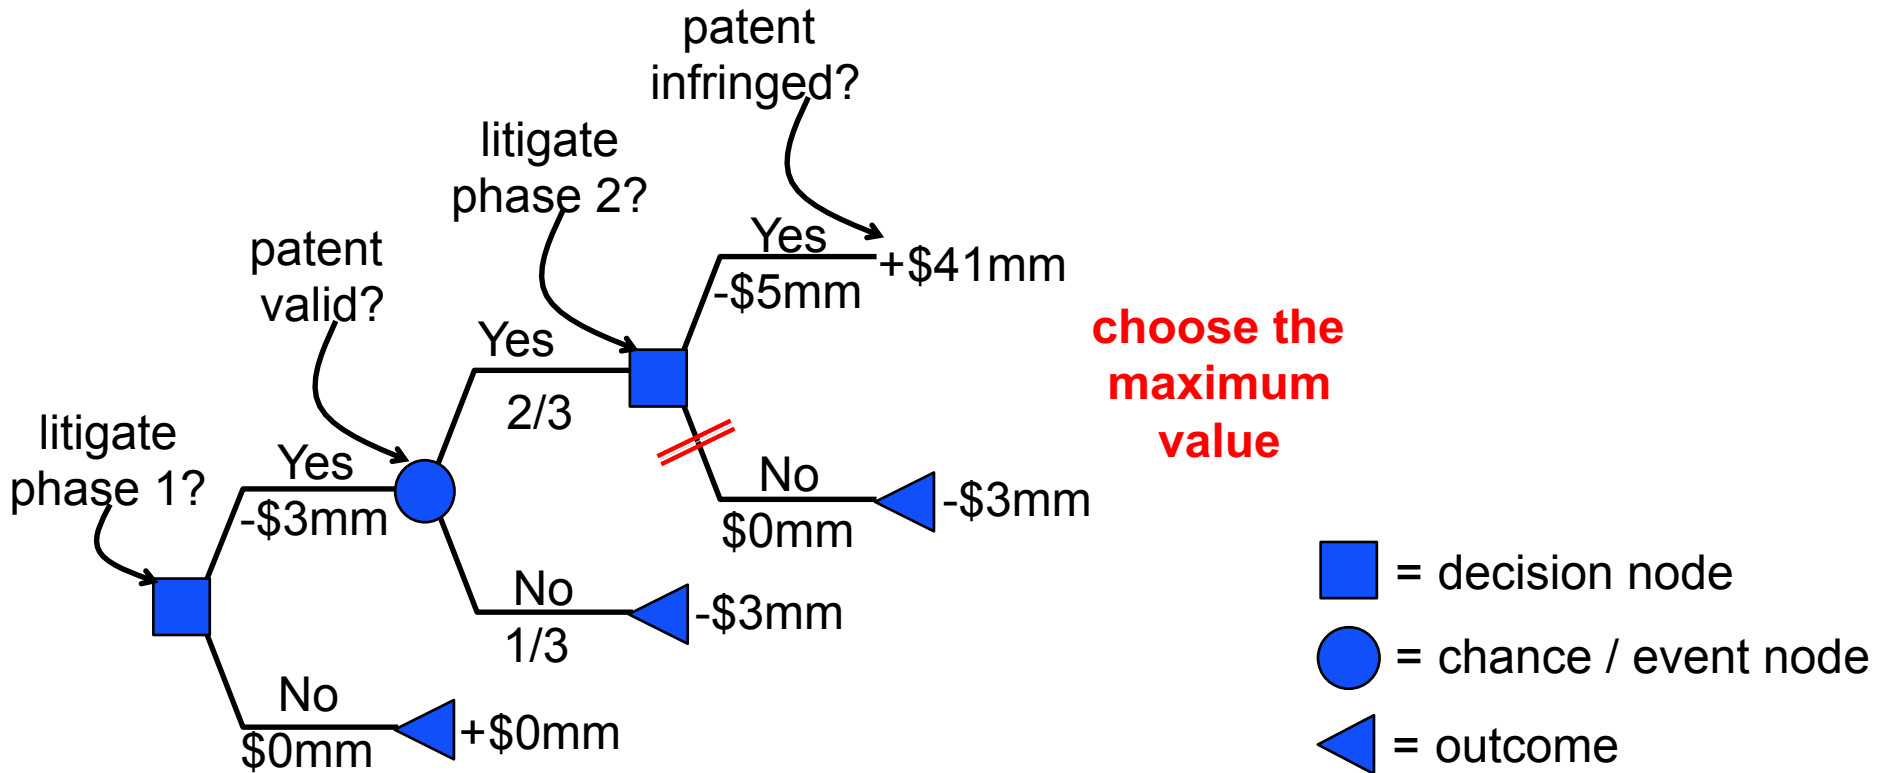 patent
infringed?
litigate
phase 2?
Yes
-$5mm
+$41mm
patent
valid?
Yes
2/3
choose the
maximum
value
litigate
phase 1?
Yes
-$3mm
No
$0mm
-$3mm
No
1/3
-$3mm
No
$0mm
+$0mm
= decision node
= chance / event node
= outcome